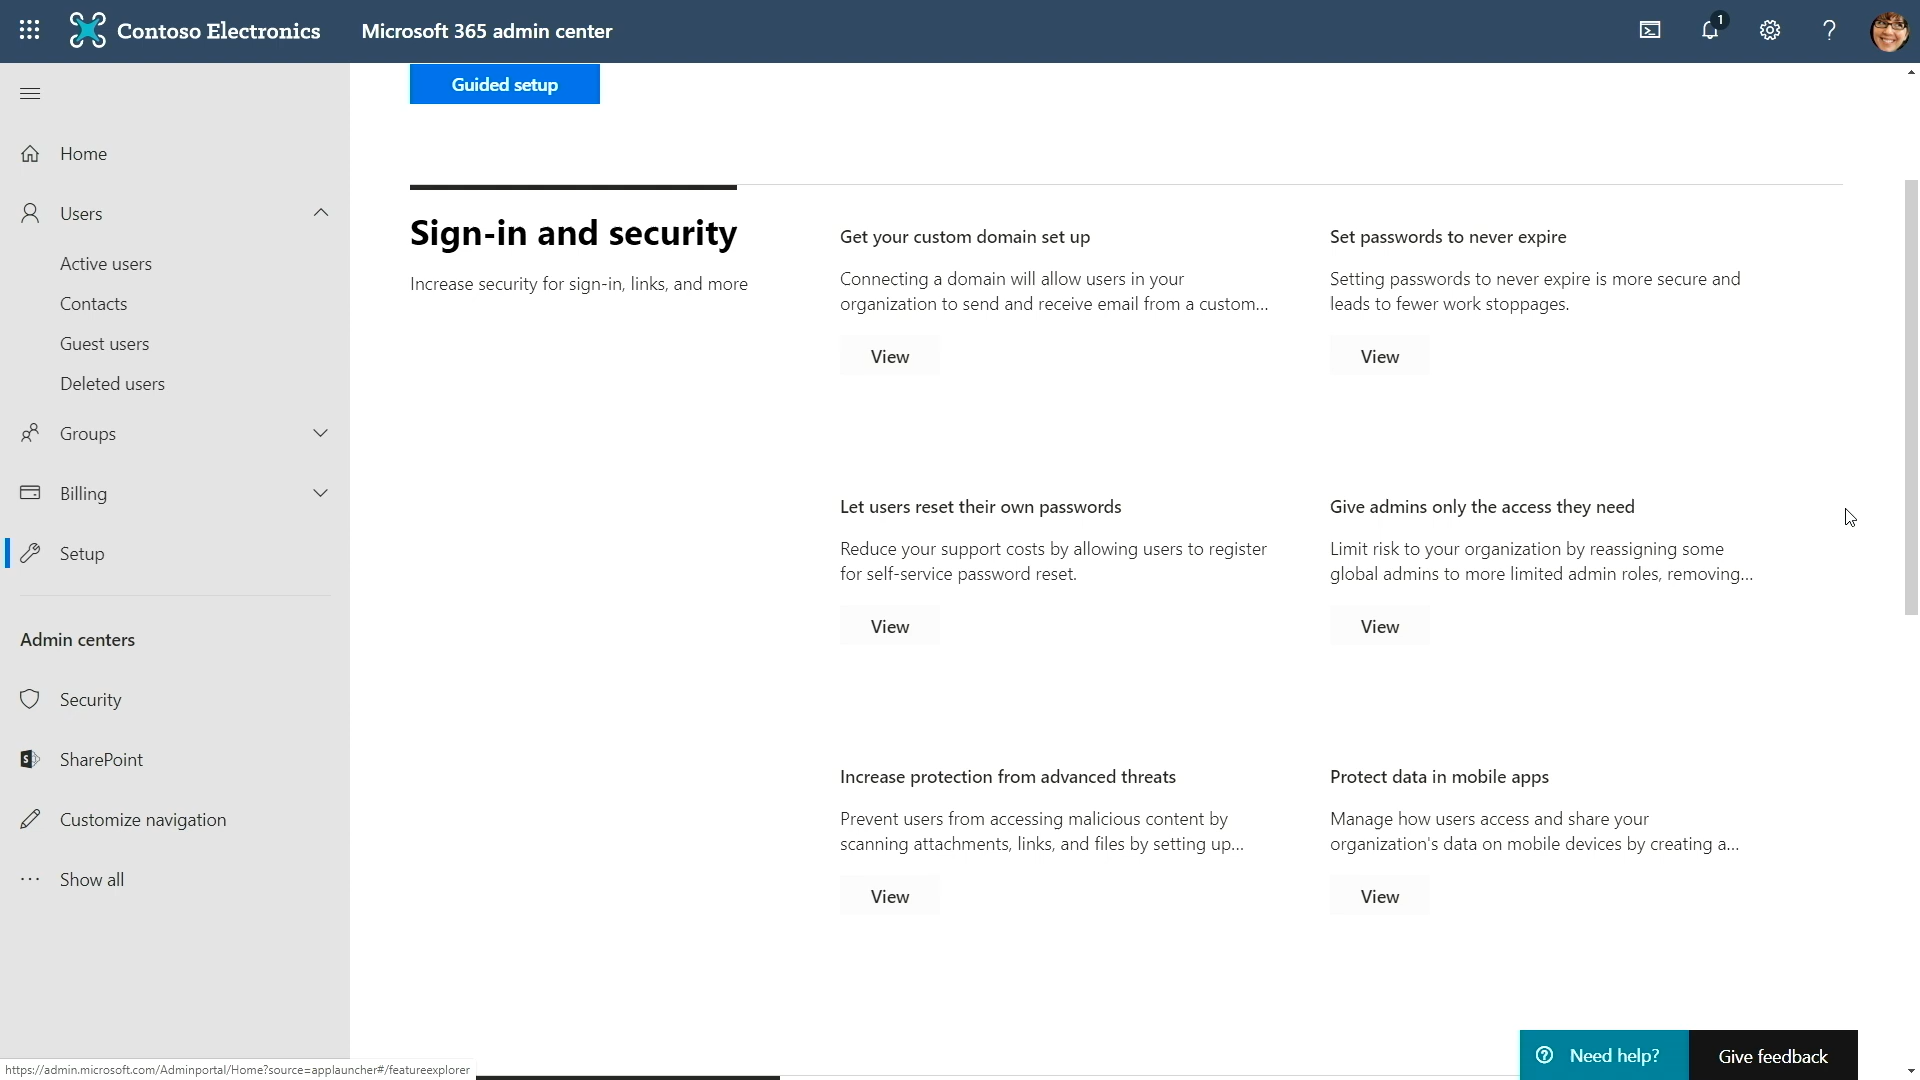 Contoso Electronics
Microsoft 365 admin center
1
Guided setup
Home
Users
Active users
Contacts
Guest users
Deleted users
Groups
Billing
Setup
Admin centers
Security
SharePoint
Customize navigation
Show all
Sign-in and security
Increase security for sign-in, links, and more
Get your custom domain set up
Connecting a domain will allow users in your
organization to send and receive email from a custom...
View
Set passwords to never expire
Setting passwords to never expire is more secure and
leads to fewer work stoppages.
View
Let users reset their own passwords
Reduce your support costs by allowing users to register
for self-service password reset.
View
Give admins only the access they need
Limit risk to your organization by reassigning some
global admins to more limited admin roles, removing...
View
Increase protection from advanced threats
Prevent users from accessing malicious content by
scanning attachments, links, and files by setting up...
View
Protect data in mobile apps
Manage how users access and share your
organization's data on mobile devices by creating a...
View
Need help?
Give feedback
https://admin.microsoft.com/Adminportal/Home?source=applauncher#/featureexplorer